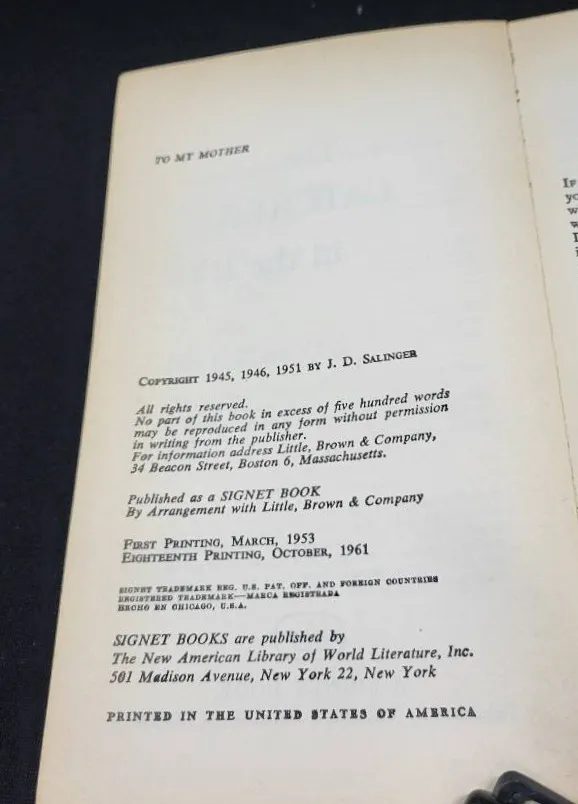 TO MY MOTHER
COPYRIGHT 1945, 1946, 1951 BY J. D. SALINGER
All rights reserved.
No part of this book in excess of five hundred words
may be reproduced in any form without permission
in writing from the publisher.
For information address Little, Brown & Company,
34 Beacon Street, Boston 6, Massachusetts.
Published as a SIGNET BOOK
By Arrangement with Little, Brown & Company
FIRST PRINTING, MARCH, 1953
EIGHTEENTH PRINTING, OCTOBER, 1961
SIGNET TRADEMARK REG. U.S. PAT. OFF. AND FOREIGN COUNTRIES
REGISTERED TRADEMARK—MARCA REGISTRADA
HECHO EN CHICAGO, U.S.A.
SIGNET BOOKS are published by
The New American Library of World Literature, Inc.
501 Madison Avenue, New York 22, New York
PRINTED IN THE UNITED STATES OF AMERICA
IF